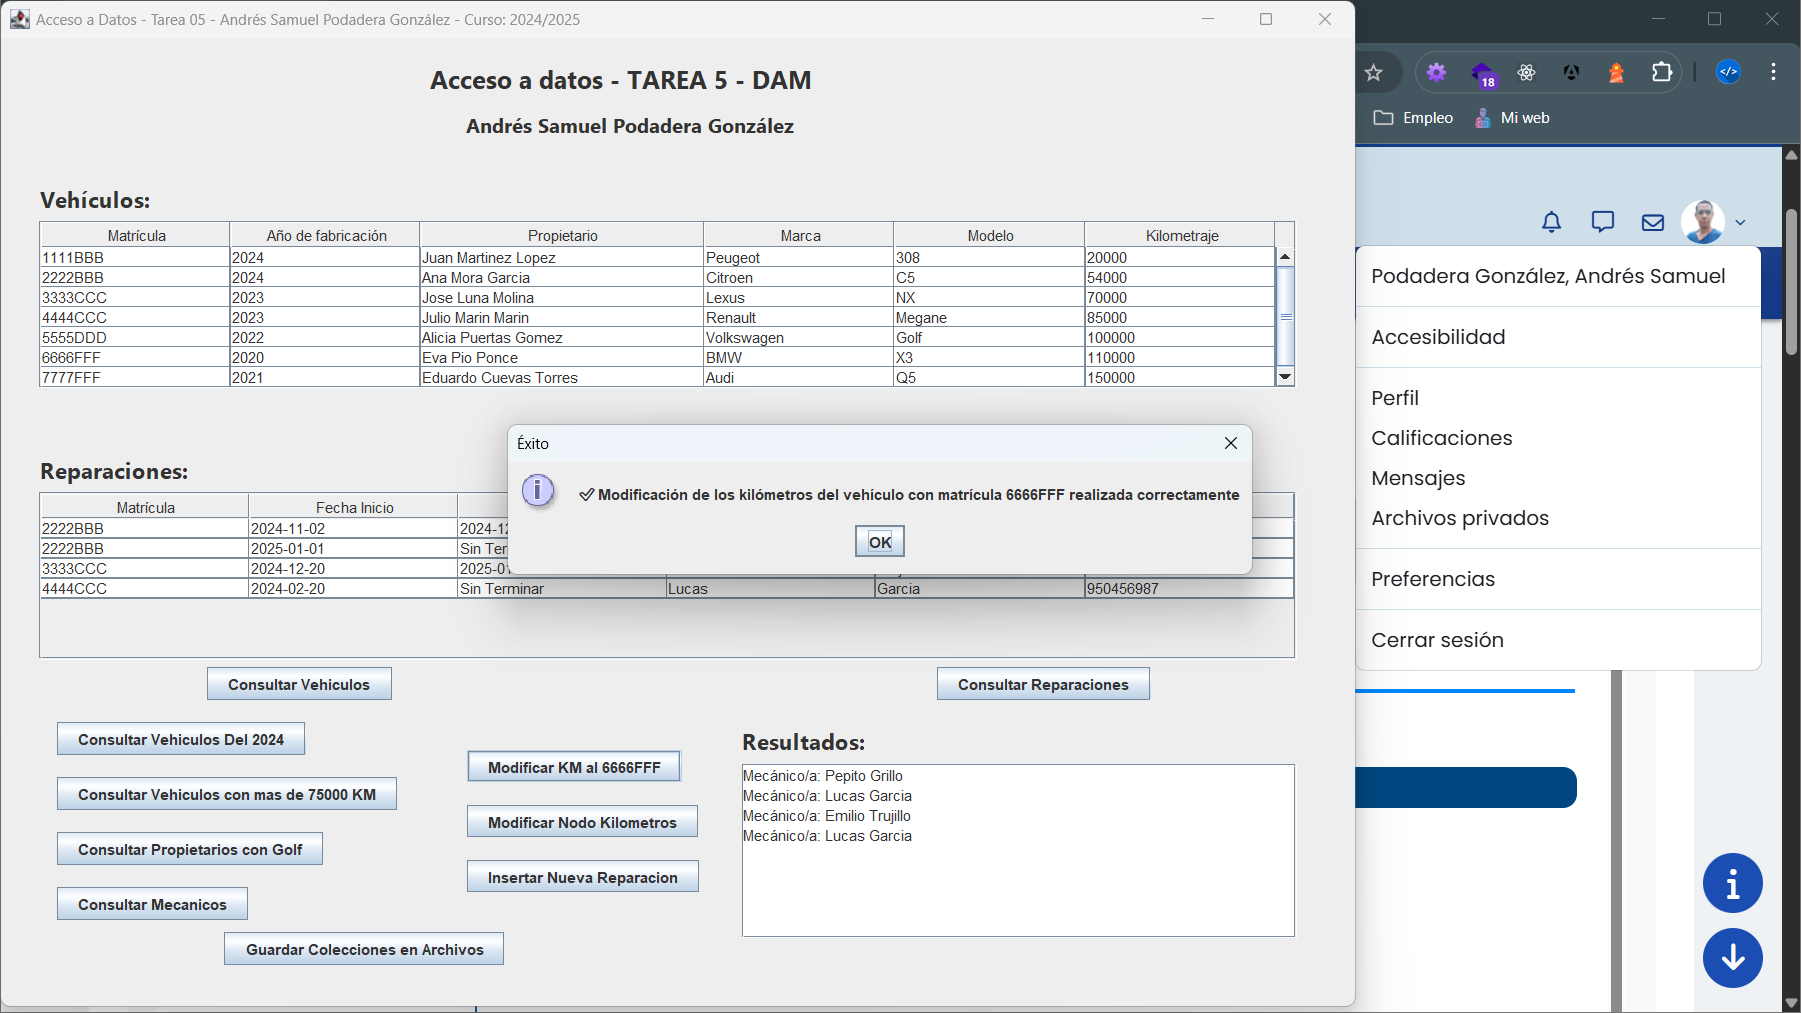 Acceso a Datos - Tarea 05 - Andrés Samuel Podadera González - Curso: 2024/2025
Acceso a datos - TAREA 5 - DAM
Andrés Samuel Podadera González
Vehículos:
Matrícula Año de fabricación Propietario Marca Modelo Kilometraje
1111BBB 2024 Juan Martinez Lopez Peugeot 308 20000
2222BBB 2024 Ana Mora Garcia Citroen C5 54000
3333CCC 2023 Jose Luna Molina Lexus NX 70000
4444CCC 2023 Julio Marin Marin Renault Megane 85000
5555DDD 2022 Alicia Puertas Gomez Volkswagen Golf 100000
6666FFF 2020 Eva Pio Ponce BMW X3 110000
7777FFF 2021 Eduardo Cuevas Torres Audi Q5 150000
Éxito
Modificación de los kilómetros del vehículo con matrícula 6666FFF realizada correctamente
OK
Reparaciones:
Matrícula Fecha Inicio
2222BBB 2024-11-02 2024-12
2222BBB 2025-01-01 Sin Ter
3333CCC 2024-12-20 2025-01
4444CCC 2024-02-20 Sin Terminar Lucas Garcia 950456987
Consultar Vehiculos
Consultar Reparaciones
Consultar Vehiculos Del 2024
Consultar Vehiculos con mas de 75000 KM
Consultar Propietarios con Golf
Consultar Mecanicos
Guardar Colecciones en Archivos
Modificar KM al 6666FFF
Modificar Nodo Kilometros
Insertar Nueva Reparacion
Resultados:
Mecánico/a: Pepito Grillo
Mecánico/a: Lucas Garcia
Mecánico/a: Emilio Trujillo
Mecánico/a: Lucas Garcia
18
Empleo
Mi web
Podadera González, Andrés Samuel
Accesibilidad
Perfil
Calificaciones
Mensajes
Archivos privados
Preferencias
Cerrar sesión